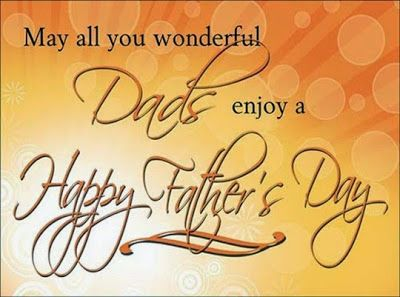 May all you wonderful
Dads enjoy a
Happy Father's Day